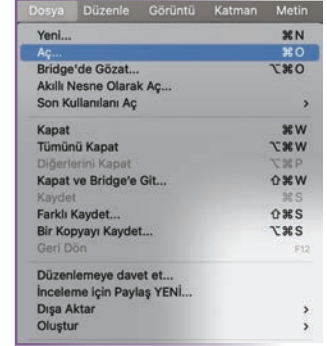 Dosya Düzenle Görüntü Katman Metin
Yeni... ⌘N
Aç... ⌘O
Bridge'de Gözat... ⌥⌘O
Akıllı Nesne Olarak Aç...
Son Kullanılanı Aç >
Kapat ⌘W
Tümünü Kapat ⌥⌘W
Diğerlerini Kapat ⌥⌘P
Kapat ve Bridge'e Git... ⇧⌘W
Kaydet ⌘S
Farklı Kaydet... ⇧⌘S
Bir Kopyayı Kaydet... ⌥⌘S
Geri Dön F12
Düzenlemeye davet et...
İnceleme için Paylaş YENİ...
Dışa Aktar >
Oluştur >